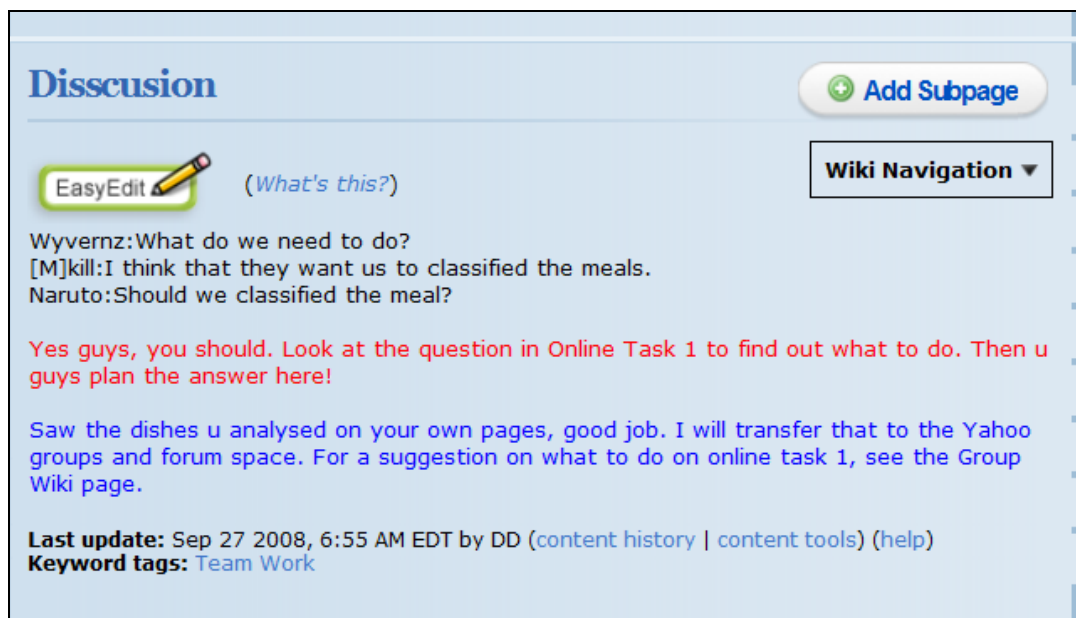 Disscusion
Add Subpage
EasyEdit
(What's this?)
Wiki Navigation
Wyvernz:What do we need to do?
[M]kill:I think that they want us to classified the meals.
Naruto:Should we classified the meal?
Yes guys, you should. Look at the question in Online Task 1 to find out what to do. Then u
guys plan the answer here!
Saw the dishes u analysed on your own pages, good job. I will transfer that to the Yahoo
groups and forum space. For a suggestion on what to do on online task 1, see the Group
Wiki page.
Last update: Sep 27 2008, 6:55 AM EDT by DD (content history | content tools) (help)
Keyword tags: Team Work